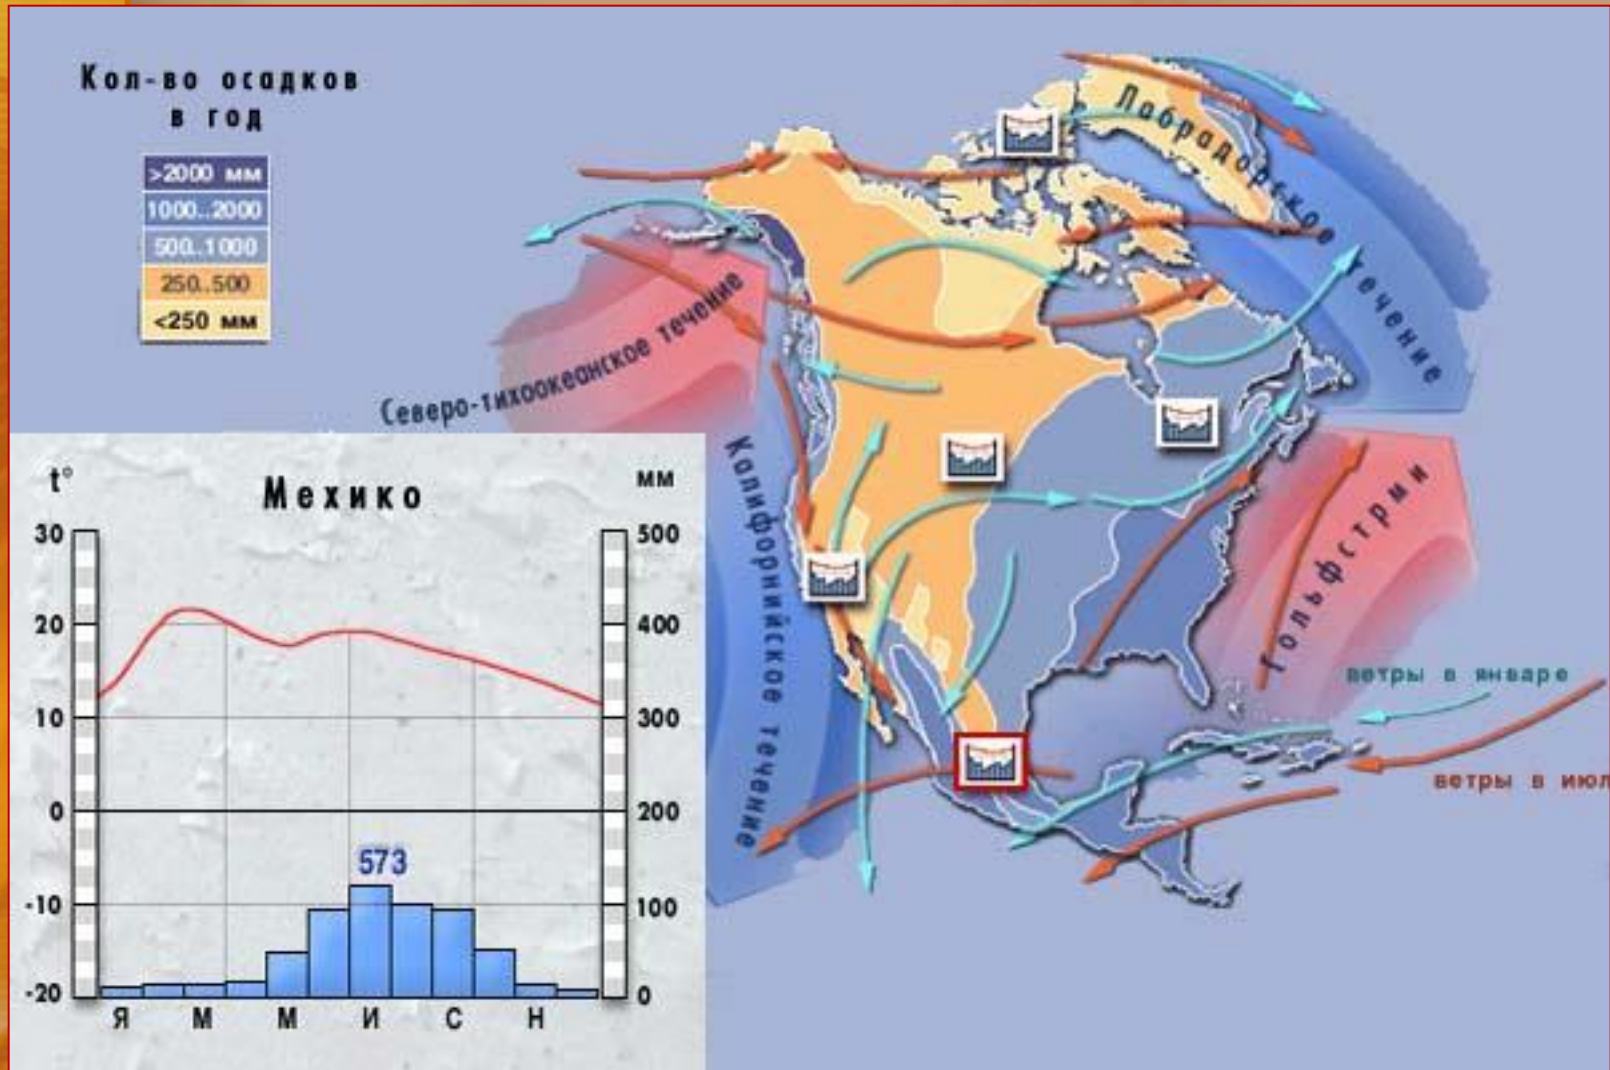 Кол-во осадков
в год
>2000 мм
1000..2000
500..1000
250..500
<250 мм
Лабрадорское течение
Северо-тихоокеанское течение
Калифорнийское течение
Гольфстрми
ветры в январе
ветры в июл
t°
Мехико
мм
30
20
10
0
-10
-20
500
400
300
200
100
0
573
Я М М И С Н